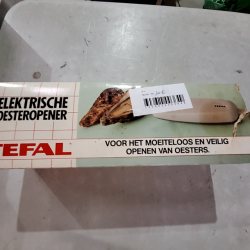 ELEKTRISCHE
OESTEROPENER
TEFAL
VOOR HET MOEITELOOS EN VEILIG
OPENEN VAN OESTERS.